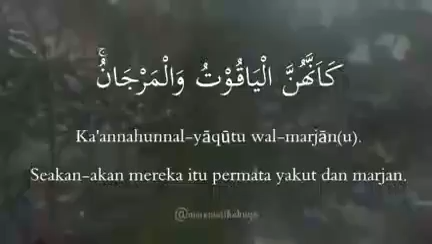 كَاَنَّهُنَّ الْيَاقُوْتُ وَالْمَرْجَانُۚ
Ka'annahunnal-yāqūtu wal-marjān(u).
Seakan-akan mereka itu permata yakut dan marjan.